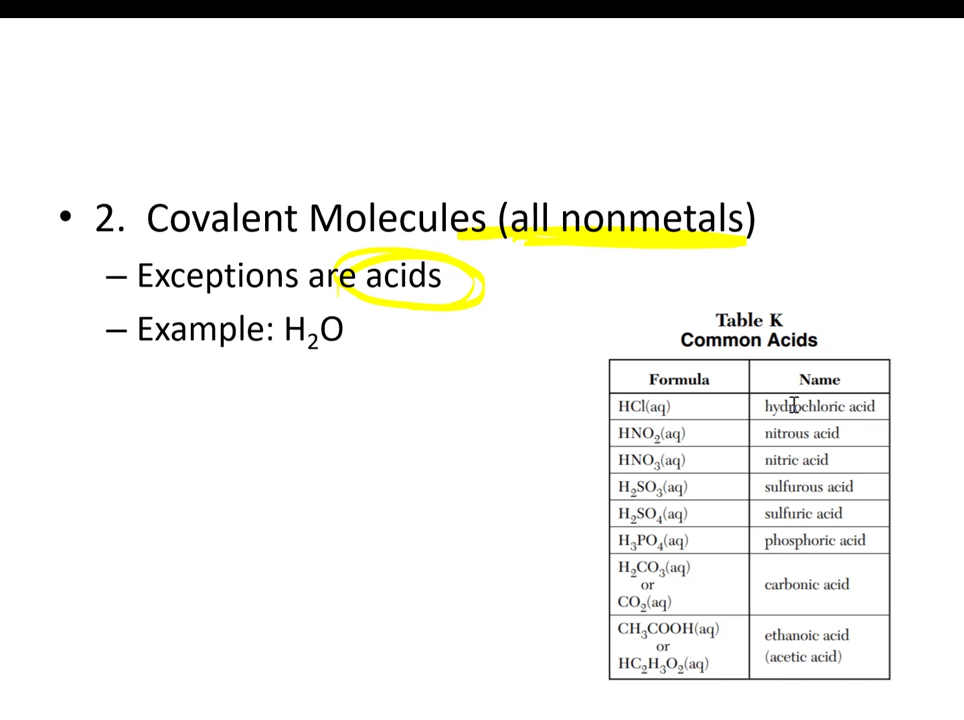 • 2. Covalent Molecules (all nonmetals)
– Exceptions are acids
– Example: H₂O
Table K
Common Acids
Formula Name
HCl(aq) hydrochloric acid
HNO₂(aq) nitrous acid
HNO₃(aq) nitric acid
H₂SO₃(aq) sulfurous acid
H₂SO₄(aq) sulfuric acid
H₃PO₄(aq) phosphoric acid
H₂CO₃(aq)
or
CO₂(aq)
carbonic acid
CH₃COOH(aq)
or
HC₂H₃O₂(aq)
ethanoic acid
(acetic acid)